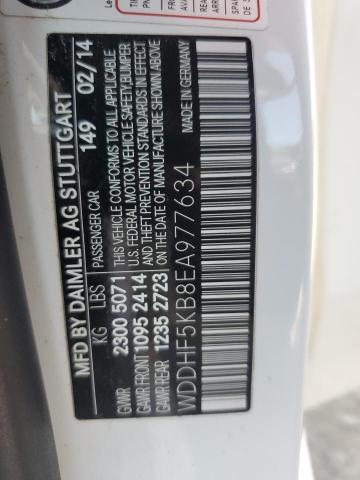 MFD BY DAIMLER AG STUTTGART
149 02/14
KG LBS PASSENGER CAR
GVWR 2300 5071
GAWR FRONT 1095 2414
GAWR REAR 1235 2723
THIS VEHICLE CONFORMS TO ALL APPLICABLE
U.S. FEDERAL MOTOR VEHICLE SAFETY, BUMPER
AND THEFT PREVENTION STANDARDS IN EFFECT
ON THE DATE OF MANUFACTURE SHOWN ABOVE
WDDHF5KB8EA977634
MADE IN GERMANY